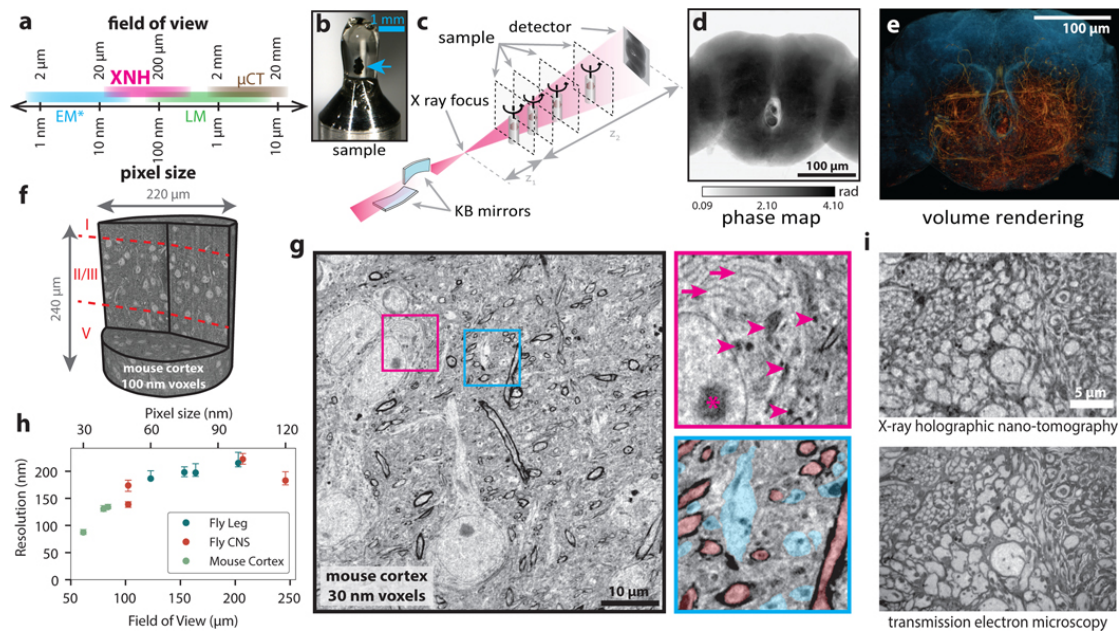 a
field of view
2 μm
20 μm
200 μm
2 mm
20 mm
XNH
μCT
EM*
LM
1 nm
10 nm
100 nm
1 μm
10 μm
pixel size
b
1 mm
sample
c
detector
sample
X ray focus
z₁
z₂
KB mirrors
d
100 μm
rad
0.09
2.10
4.10
phase map
e
100 μm
volume rendering
f
220 μm
240 μm
I
II/III
V
mouse cortex
100 nm voxels
g
mouse cortex
30 nm voxels
10 μm
*
h
Pixel size (nm)
30
60
90
120
Resolution (nm)
200
150
100
50
0
Fly Leg
Fly CNS
Mouse Cortex
50
100
150
200
250
Field of View (μm)
i
5 μm
X-ray holographic nano-tomography
transmission electron microscopy